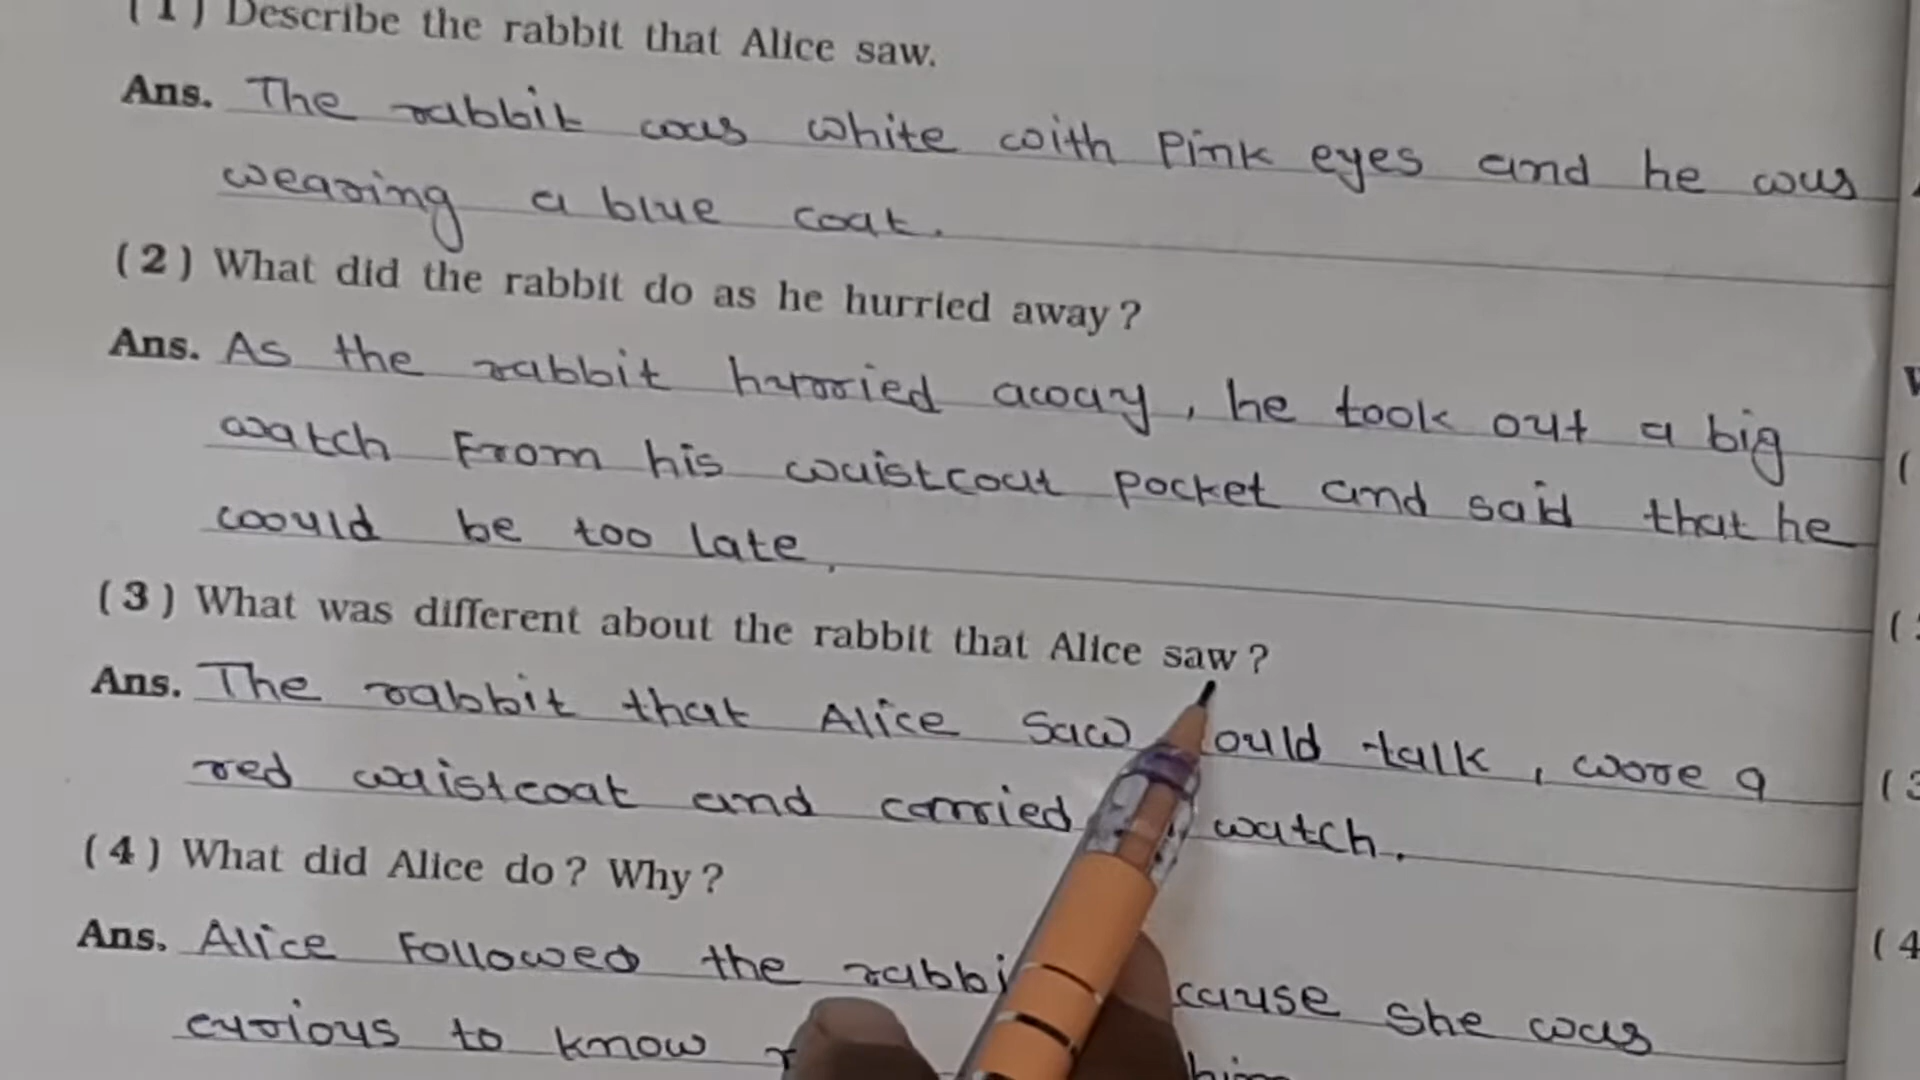 (1) Describe the rabbit that Alice saw.
Ans. The rabbit was white with Pink eyes and he was
wearing a blue coat.
(2) What did the rabbit do as he hurried away?
Ans. As the rabbit hurried away, he took out a big
watch From his waistcoat pocket and said that he
would be too late.
(3) What was different about the rabbit that Alice saw?
Ans. The rabbit that Alice saw ould talk, wore a
red waistcoat and carried watch.
(4) What did Alice do? Why?
Ans. Alice Followed the rabbi cause she was
curious to know